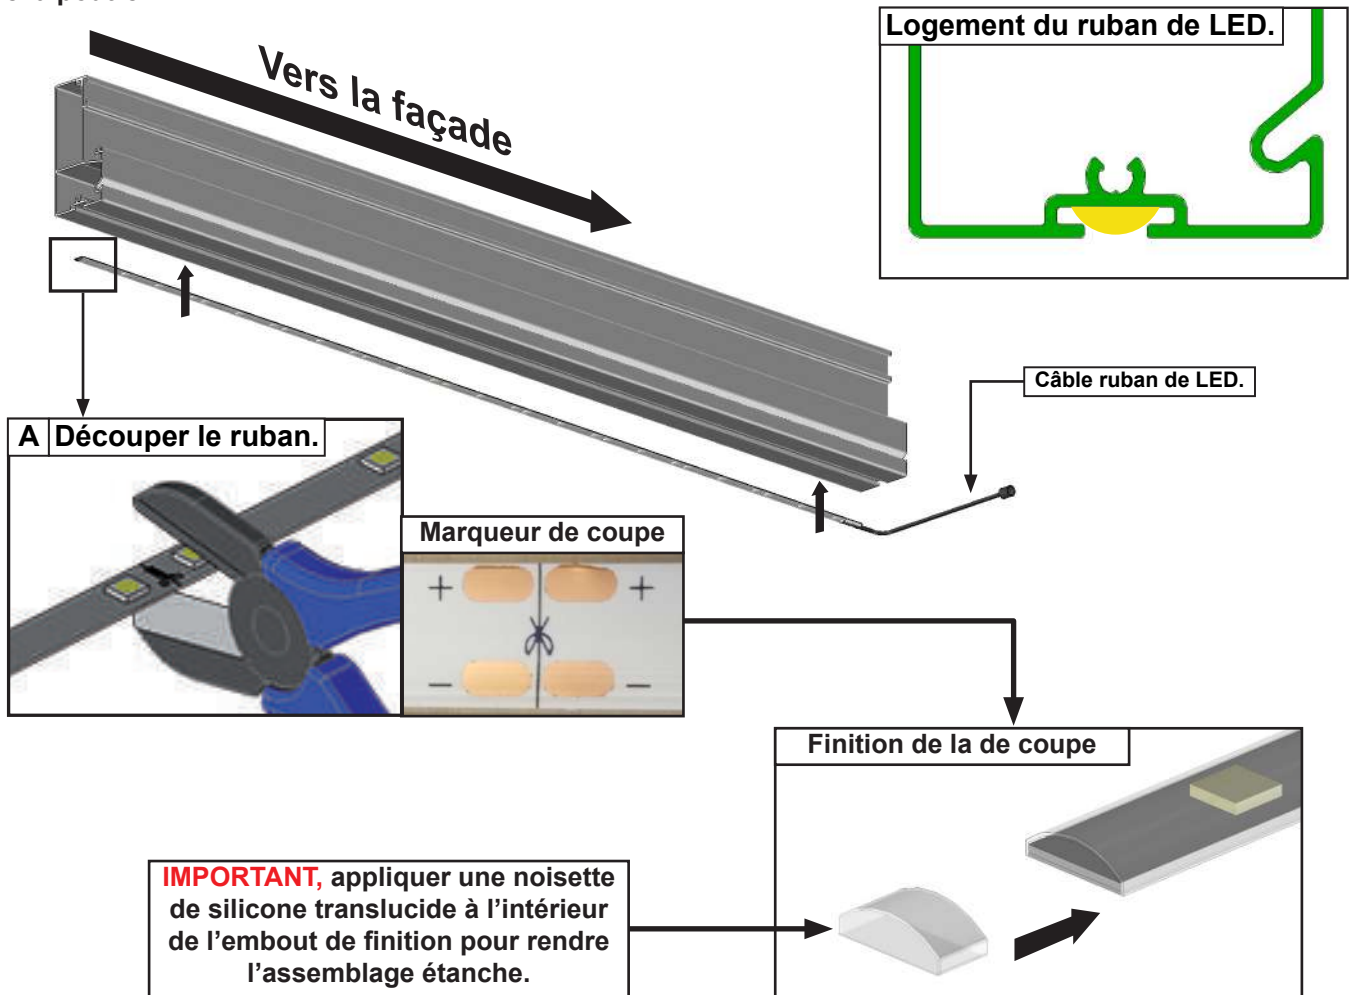 Logement du ruban de LED.
Vers la façade
Câble ruban de LED.
A Découper le ruban.
Marqueur de coupe
+ +
- -
Finition de la de coupe
IMPORTANT, appliquer une noisette
de silicone translucide à l'intérieur
de l'embout de finition pour rendre
l'assemblage étanche.